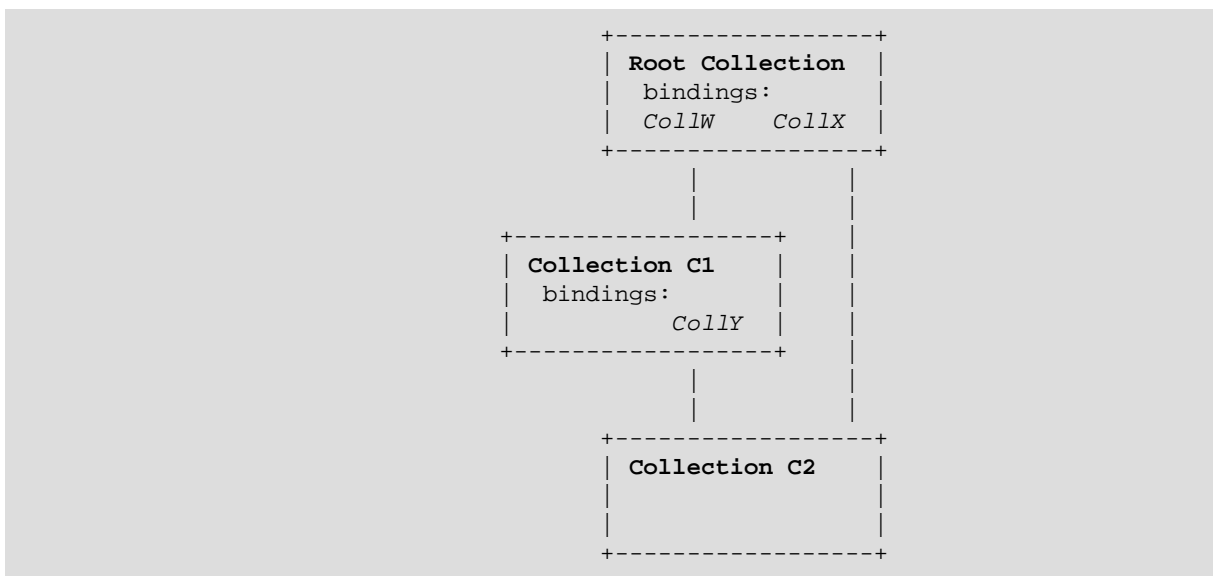 +------------------+
| Root Collection  |
|  bindings:       |
|  CollW    CollX  |
+------------------+
|          |
|          |
+------------------+    |
| Collection C1    |    |
|  bindings:       |    |
|           CollY  |    |
+------------------+    |
|          |
|          |
+------------------+
| Collection C2    |
|                  |
|                  |
+------------------+